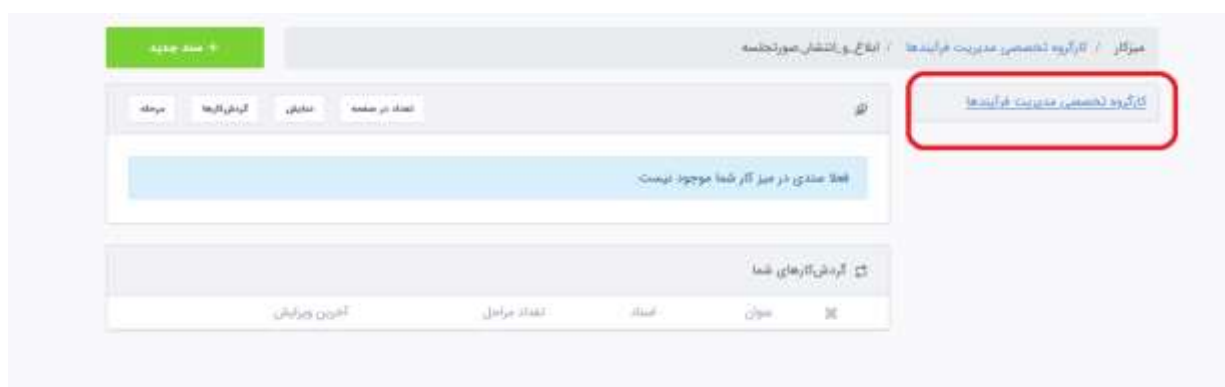 میزکار / کارگروه تخصصی مدیریت فرآیندها / ابلاغ_و_انتشار_صورتجلسه
+ سند جدید
کارگروه تخصصی مدیریت فرآیندها
تعداد در صفحه نمایش گردش‌کارها مرحله
فعلا سندی در میز کار شما موجود نیست
گردش‌کارهای شما
عنوان اسناد تعداد مراحل آخرین ویرایش